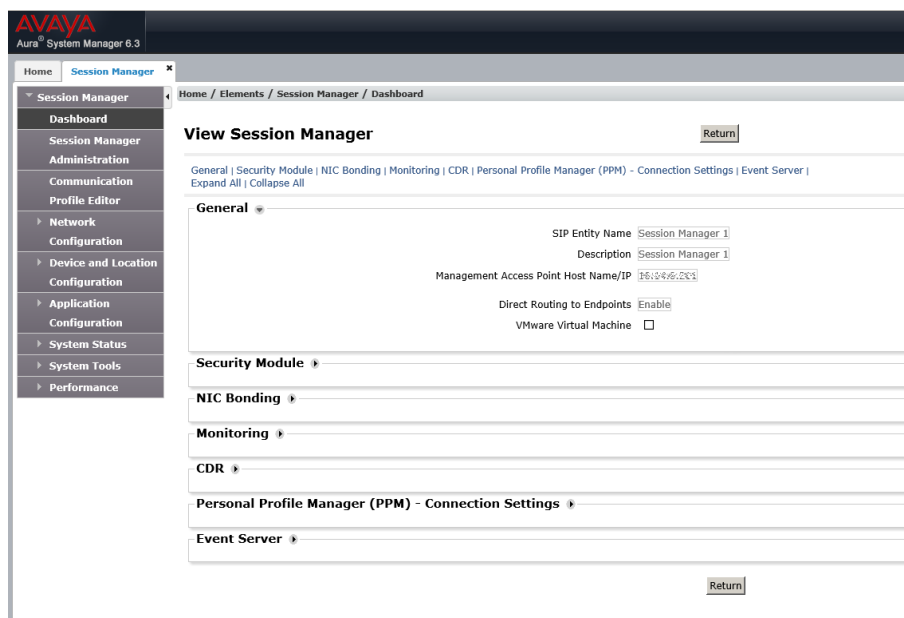 AVAYA
Aura® System Manager 6.3
Home Session Manager ×
Session Manager
Home / Elements / Session Manager / Dashboard
Dashboard
Session Manager
Administration
Communication
Profile Editor
Network
Configuration
Device and Location
Configuration
Application
Configuration
System Status
System Tools
Performance
View Session Manager
Return
General | Security Module | NIC Bonding | Monitoring | CDR | Personal Profile Manager (PPM) - Connection Settings | Event Server |
Expand All | Collapse All
General
SIP Entity Name Session Manager 1
Description Session Manager 1
Management Access Point Host Name/IP
Direct Routing to Endpoints Enable
VMware Virtual Machine
Security Module
NIC Bonding
Monitoring
CDR
Personal Profile Manager (PPM) - Connection Settings
Event Server
Return